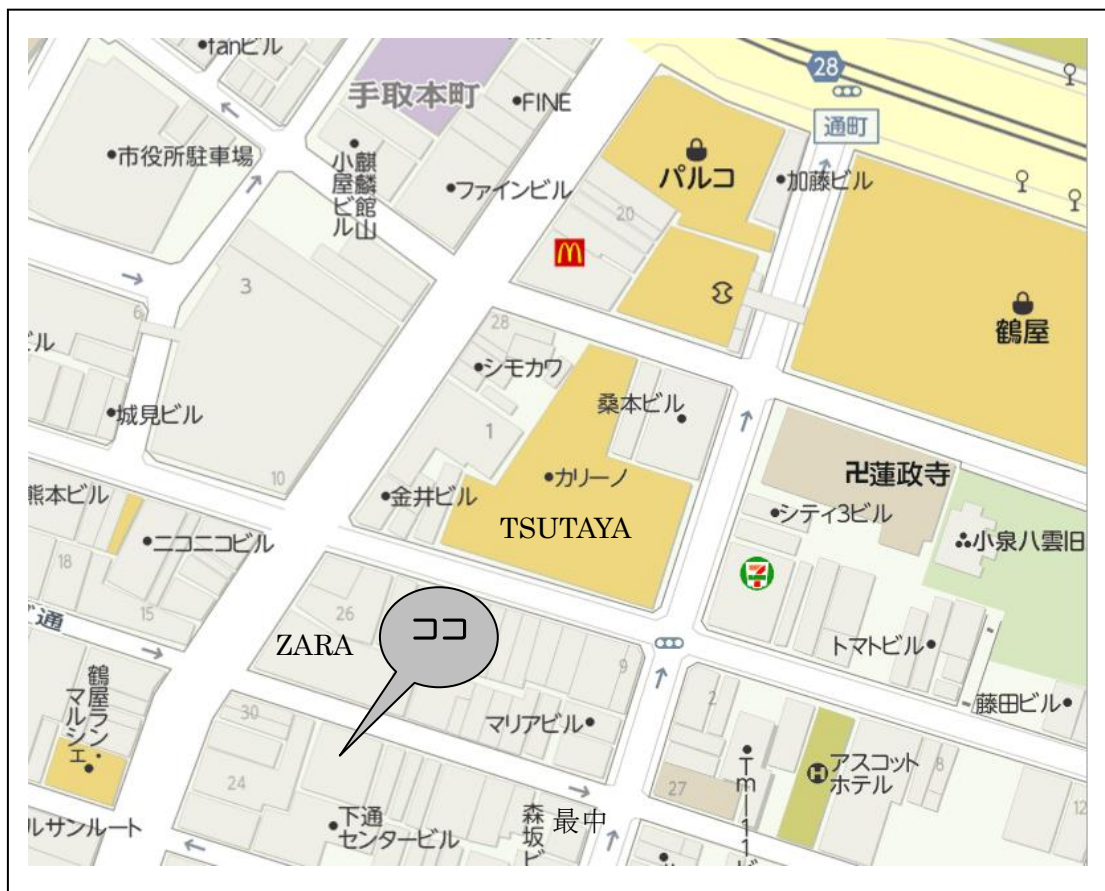 fanビル
28
手取本町
FINE
通町
市役所駐車場
麒麟館山
小屋ビル
ファインビル
パルコ
加藤ビル
20
3
6
鶴屋
28
シモカワ
桑本ビル
城見ビル
1
カリーノ
卍蓮政寺
10
金井ビル
シティ3ビル
熊本ビル
TSUTAYA
小泉八雲旧
ニコニコビル
18
7
15
26
ココ
ZARA
トマトビル
9
鶴屋ラン・
マルシェ
マリアビル
2
藤田ビル
30
アスコット
ホテル
H
8
24
27
12
下通
センタービル
森坂ビ
最中
ルサンルート